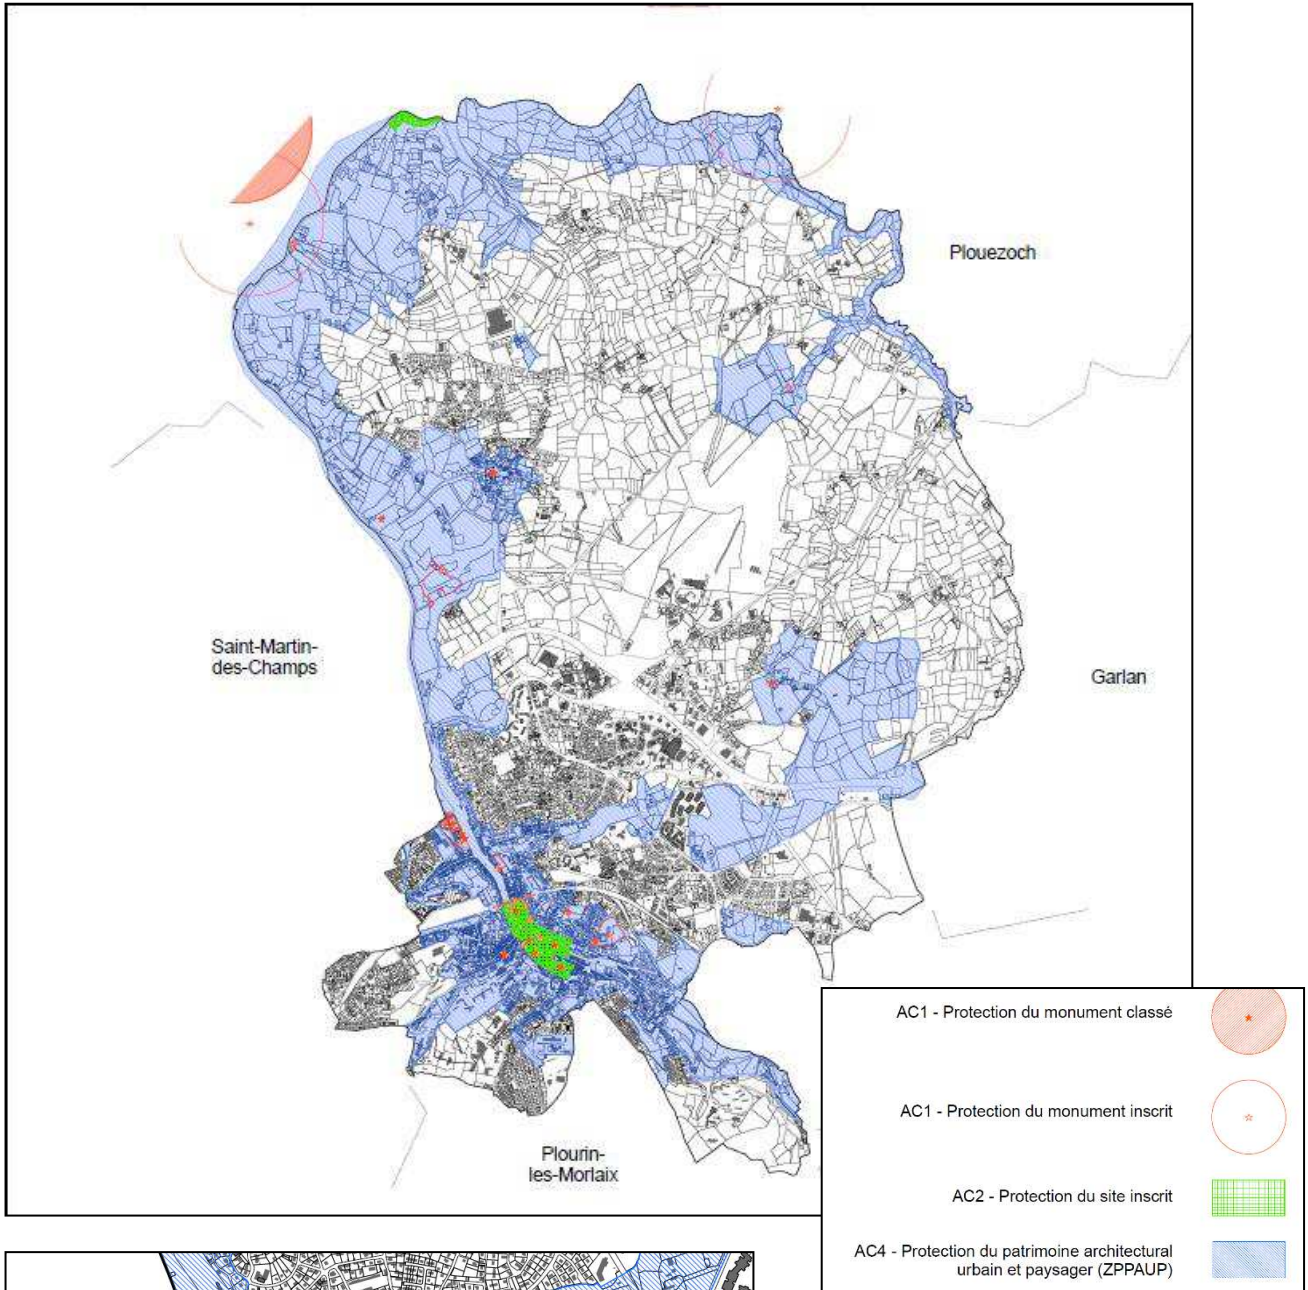 Plouezoch
Saint-Martin-
des-Champs
Garlan
Plourin-
les-Morlaix
AC1 - Protection du monument classé
AC1 - Protection du monument inscrit
AC2 - Protection du site inscrit
AC4 - Protection du patrimoine architectural
urbain et paysager (ZPPAUP)